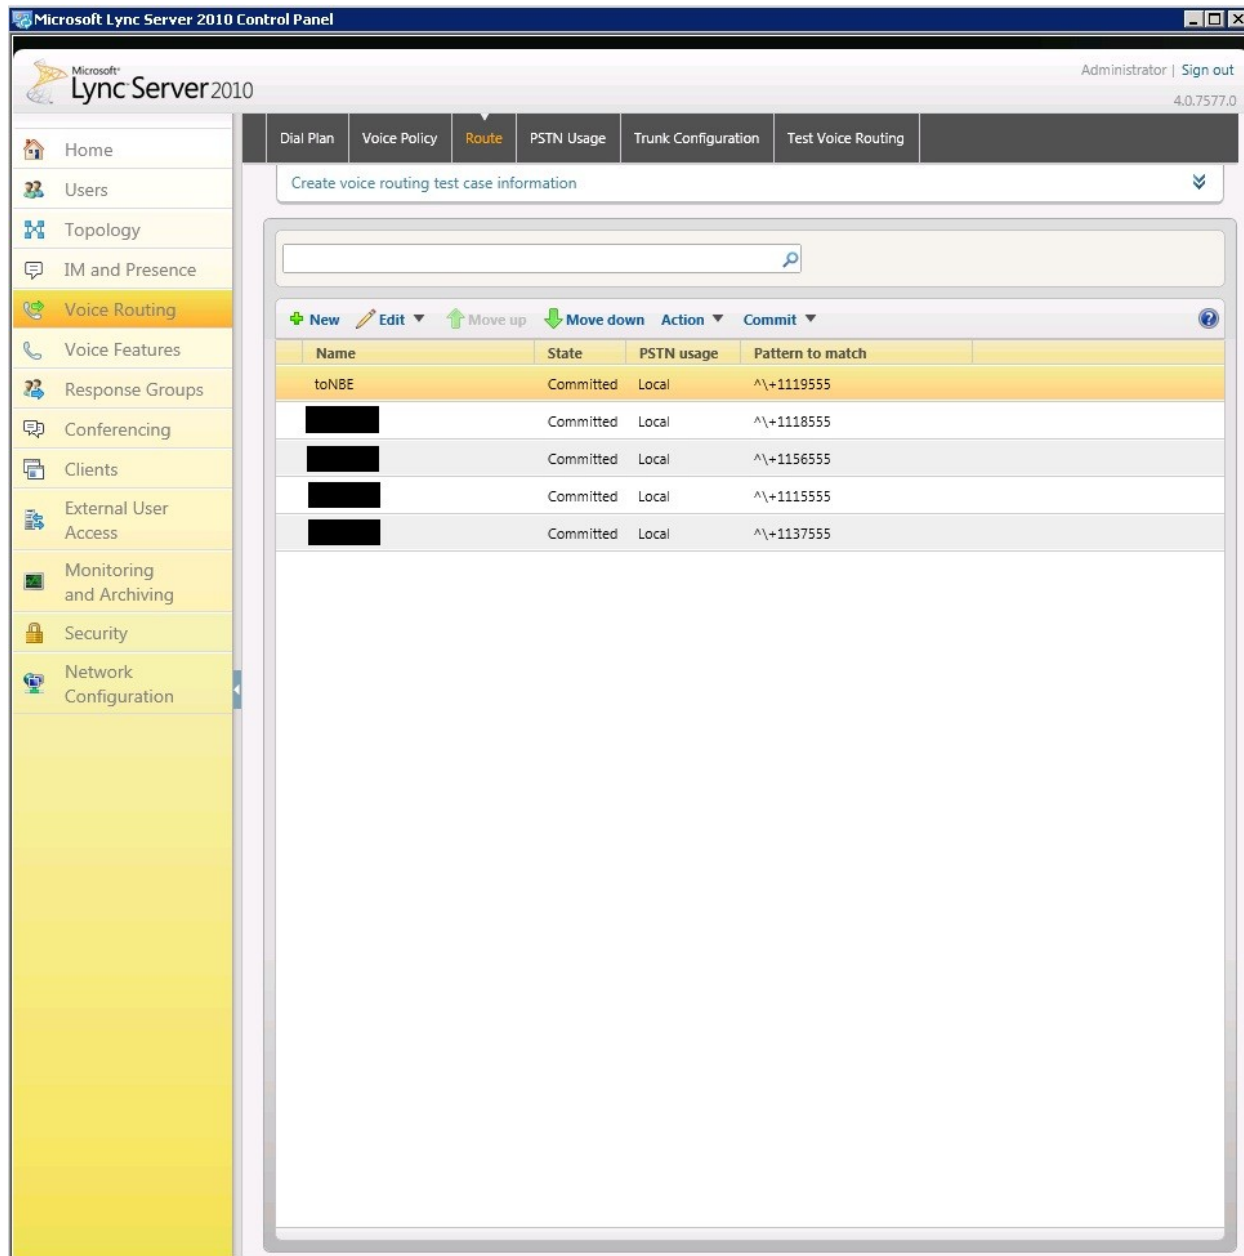 Microsoft Lync Server 2010 Control Panel
Microsoft®
Lync Server 2010
Administrator | Sign out
4.0.7577.0
Home
Users
Topology
IM and Presence
Voice Routing
Voice Features
Response Groups
Conferencing
Clients
External User
Access
Monitoring
and Archiving
Security
Network
Configuration
Dial Plan Voice Policy Route PSTN Usage Trunk Configuration Test Voice Routing
Create voice routing test case information
New Edit Move up Move down Action Commit
Name State PSTN usage Pattern to match
toNBE Committed Local ^\+1119555
Committed Local ^\+1118555
Committed Local ^\+1156555
Committed Local ^\+1115555
Committed Local ^\+1137555